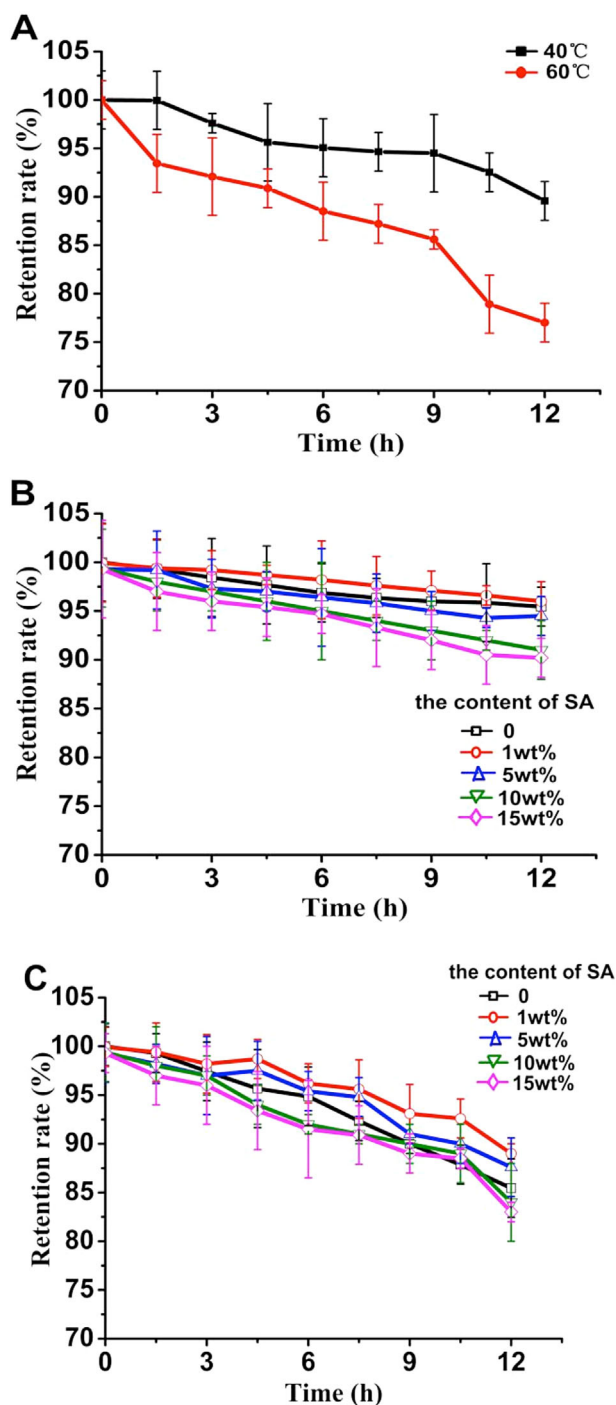 A
40℃
60℃
Retention rate (%)
105
100
95
90
85
80
75
70
0
3
6
9
12
Time (h)
B
Retention rate (%)
105
100
95
90
85
80
75
70
the content of SA
0
1wt%
5wt%
10wt%
15wt%
0
3
6
9
12
Time (h)
C
the content of SA
0
1wt%
5wt%
10wt%
15wt%
Retention rate (%)
105
100
95
90
85
80
75
70
0
3
6
9
12
Time (h)